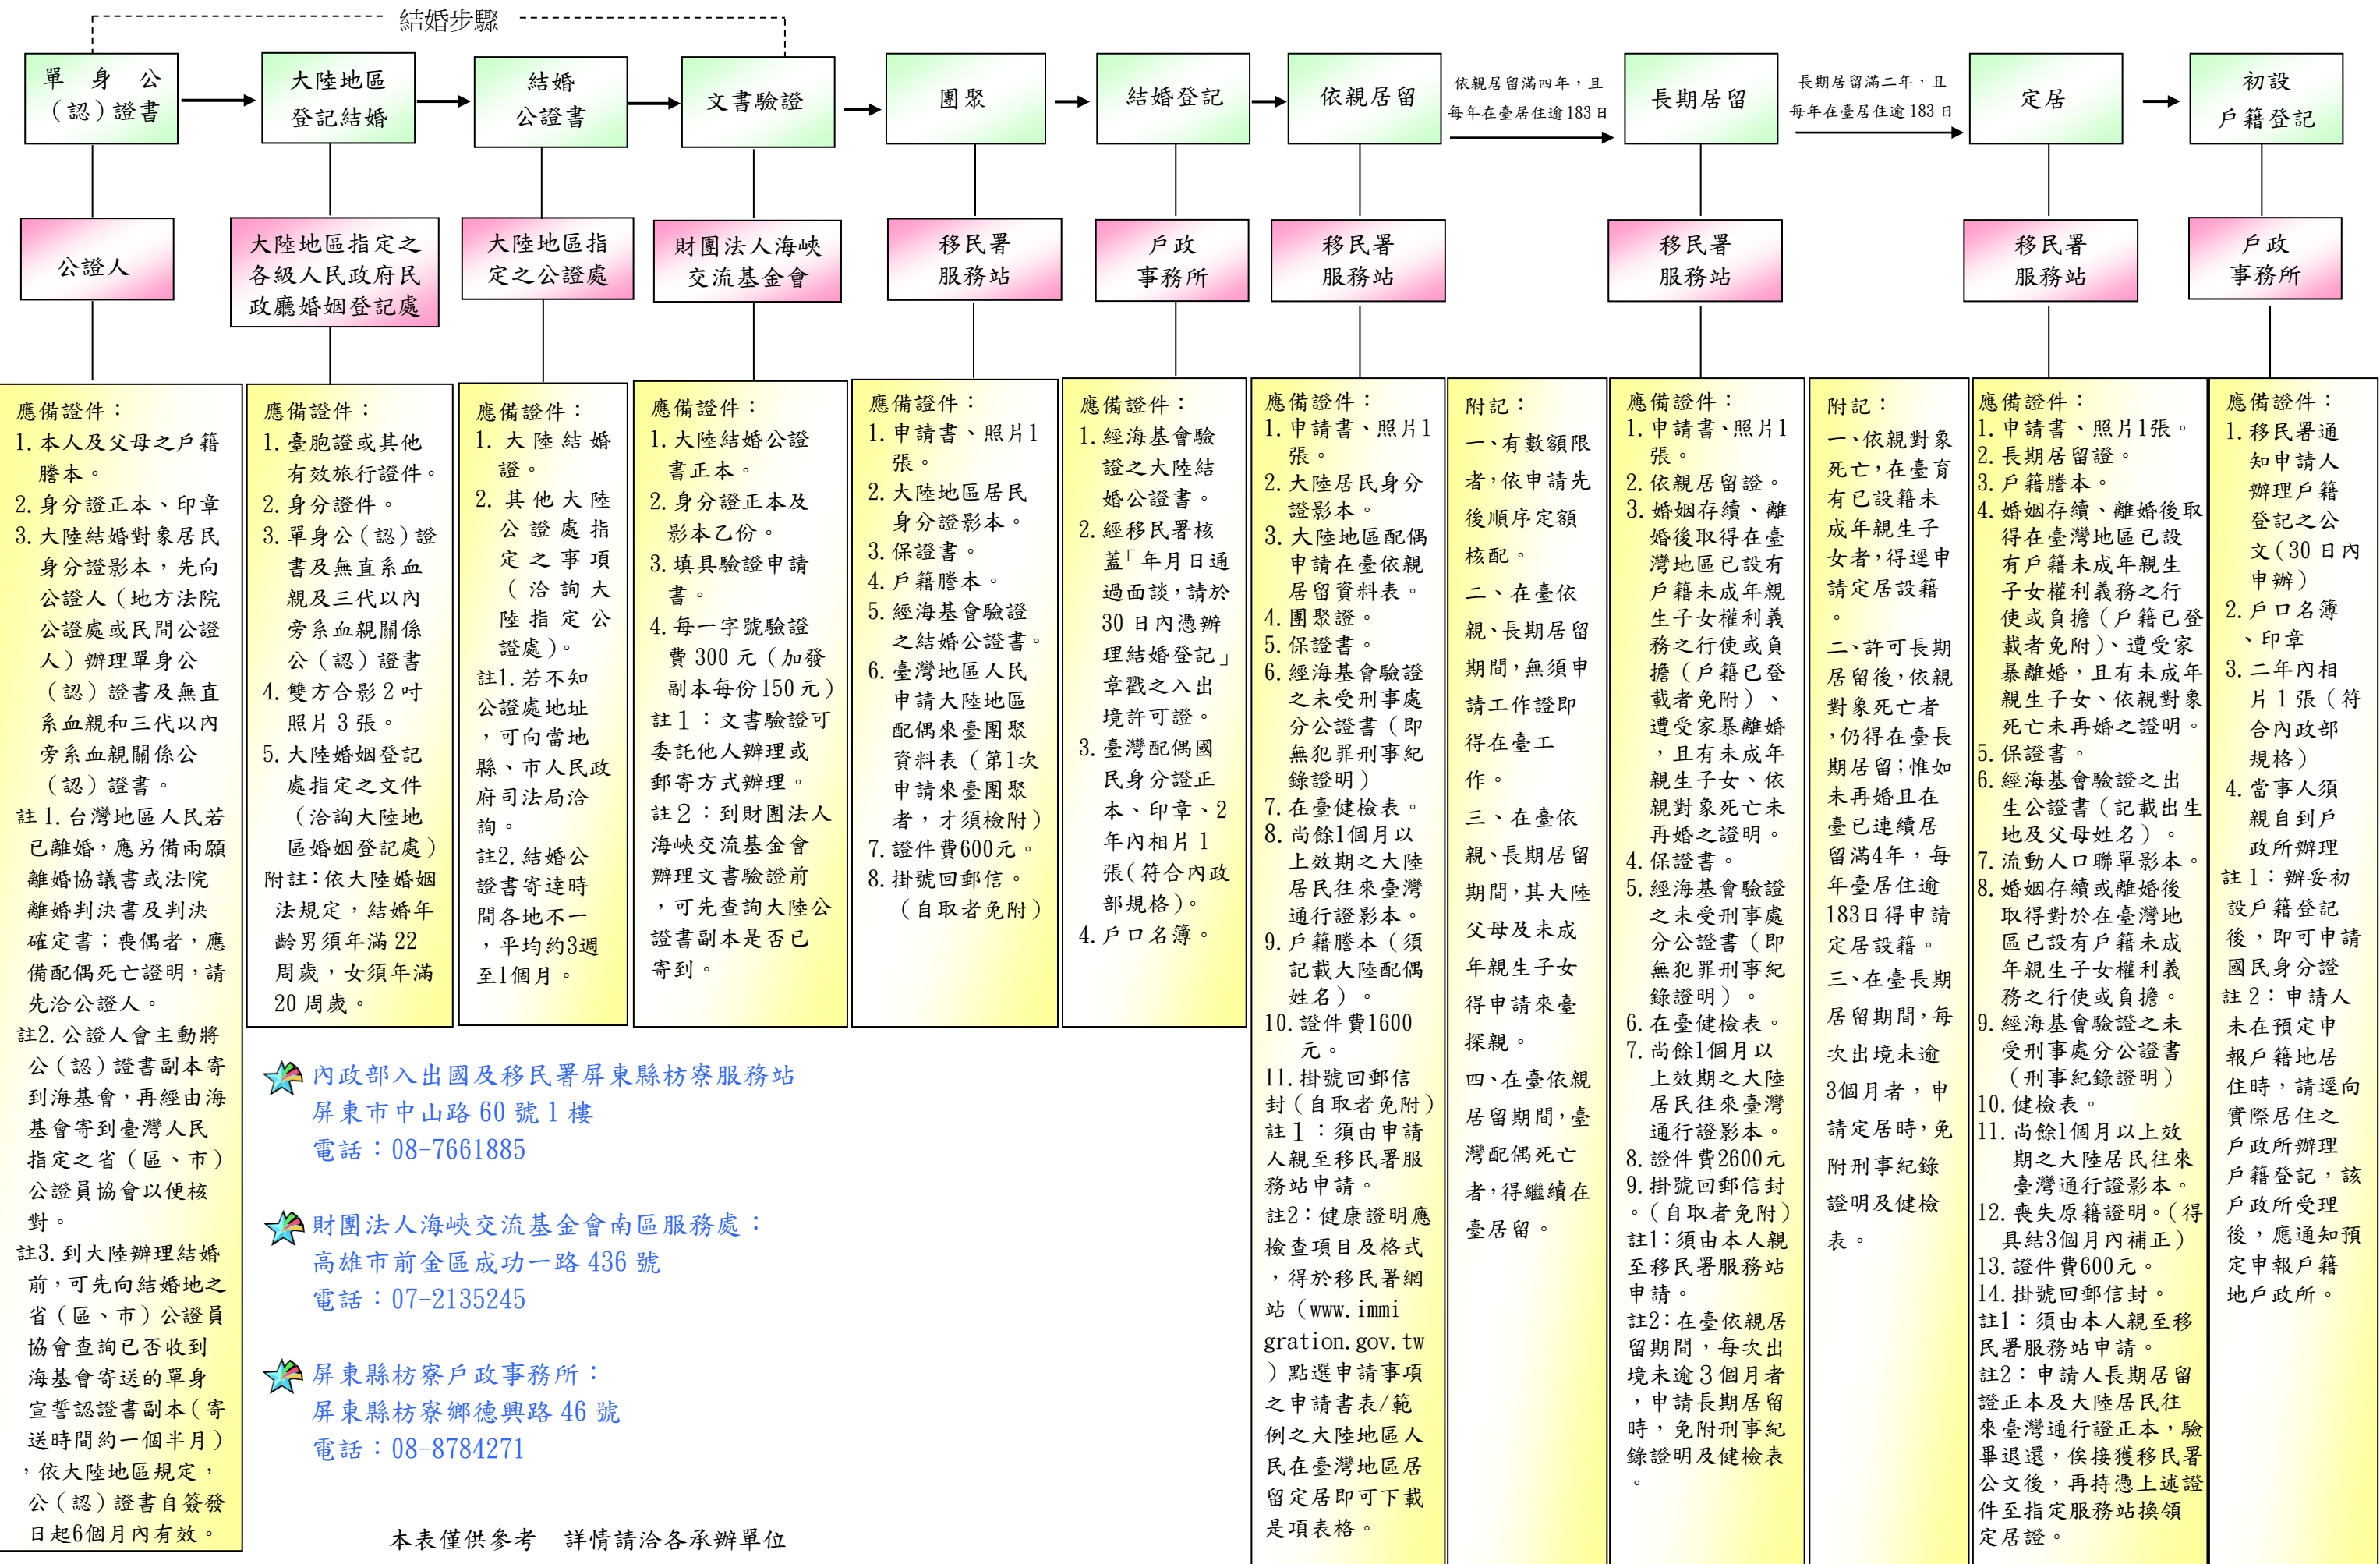 結婚步驟
單 身 公
（認）證書
大陸地區
登記結婚
結婚
公證書
文書驗證
團聚
結婚登記
依親居留
依親居留滿四年，且
每年在臺居住逾183日
長期居留
長期居留滿二年，且
每年在臺居住逾 183 日
定居
初設
戶籍登記
公證人
大陸地區指定之
各級人民政府民
政廳婚姻登記處
大陸地區指
定之公證處
財團法人海峽
交流基金會
移民署
服務站
戶政
事務所
移民署
服務站
移民署
服務站
移民署
服務站
戶政
事務所
應備證件：
1.本人及父母之戶籍
謄本。
2.身分證正本、印章
3.大陸結婚對象居民
身分證影本，先向
公證人（地方法院
公證處或民間公證
人）辦理單身公
（認）證書及無直
系血親和三代以內
旁系血親關係公
（認）證書。
註 1.台灣地區人民若
已離婚，應另備兩願
離婚協議書或法院
離婚判決書及判決
確定書；喪偶者，應
備配偶死亡證明，請
先洽公證人。
註2.公證人會主動將
公（認）證書副本寄
到海基會，再經由海
基會寄到臺灣人民
指定之省（區、市）
公證員協會以便核
對。
註3.到大陸辦理結婚
前，可先向結婚地之
省（區、市）公證員
協會查詢已否收到
海基會寄送的單身
宣誓認證書副本（寄
送時間約一個半月）
，依大陸地區規定，
公（認）證書自簽發
日起6個月內有效。
應備證件：
1.臺胞證或其他
有效旅行證件。
2.身分證件。
3.單身公（認）證
書及無直系血
親及三代以內
旁系血親關係
公（認）證書
4.雙方合影 2 吋
照片 3 張。
5.大陸婚姻登記
處指定之文件
（洽詢大陸地
區婚姻登記處）
附註：依大陸婚姻
法規定，結婚年
齡男須年滿 22
周歲，女須年滿
20 周歲。
應備證件：
1. 大 陸 結 婚
證。
2. 其 他 大 陸
公 證 處 指
定 之 事 項
（ 洽 詢 大
陸 指 定 公
證處）。
註1.若不知
公證處地址
，可向當地
縣、市人民政
府司法局洽
詢。
註2.結婚公
證書寄達時
間各地不一
，平均約3週
至1個月。
應備證件：
1.大陸結婚公證
書正本。
2.身分證正本及
影本乙份。
3.填具驗證申請
書。
4.每一字號驗證
費 300 元（加發
副本每份 150 元）
註１：文書驗證可
委託他人辦理或
郵寄方式辦理。
註２：到財團法人
海峽交流基金會
辦理文書驗證前
，可先查詢大陸公
證書副本是否已
寄到。
應備證件：
1.申請書、照片1
張。
2.大陸地區居民
身分證影本。
3.保證書。
4.戶籍謄本。
5.經海基會驗證
之結婚公證書。
6.臺灣地區人民
申請大陸地區
配偶來臺團聚
資料表（第1次
申請來臺團聚
者，才須檢附）
7.證件費600元。
8.掛號回郵信。
（自取者免附）
應備證件：
1.經海基會驗
證之大陸結
婚公證書。
2.經移民署核
蓋「年月日通
過面談，請於
30 日內憑辦
理結婚登記」
章戳之入出
境許可證。
3.臺灣配偶國
民身分證正
本、印章、2
年內相片 1
張（符合內政
部規格）。
4.戶口名簿。
應備證件：
1.申請書、照片1
張。
2.大陸居民身分
證影本。
3.大陸地區配偶
申請在臺依親
居留資料表。
4.團聚證。
5.保證書。
6.經海基會驗證
之未受刑事處
分公證書（即
無犯罪刑事紀
錄證明）
7.在臺健檢表。
8.尚餘1個月以
上效期之大陸
居民往來臺灣
通行證影本。
9.戶籍謄本（須
記載大陸配偶
姓名）。
10.證件費1600
元。
11.掛號回郵信
封（自取者免附）
註１：須由申請
人親至移民署服
務站申請。
註2：健康證明應
檢查項目及格式
，得於移民署網
站（www.immi
gration.gov.tw
）點選申請事項
之申請書表/範
例之大陸地區人
民在臺灣地區居
留定居即可下載
是項表格。
附記：
一、有數額限
者，依申請先
後順序定額
核配。
二、在臺依
親、長期居留
期間，無須申
請工作證即
得在臺工
作。
三、在臺依
親、長期居留
期間，其大陸
父母及未成
年親生子女
得申請來臺
探親。
四、在臺依親
居留期間，臺
灣配偶死亡
者，得繼續在
臺居留。
應備證件：
1.申請書、照片1
張。
2.依親居留證。
3.婚姻存續、離
婚後取得在臺
灣地區已設有
戶籍未成年親
生子女權利義
務之行使或負
擔（戶籍已登
載者免附）、
遭受家暴離婚
，且有未成年
親生子女、依
親對象死亡未
再婚之證明。
4.保證書。
5.經海基會驗證
之未受刑事處
分公證書（即
無犯罪刑事紀
錄證明）。
6.在臺健檢表。
7.尚餘1個月以
上效期之大陸
居民往來臺灣
通行證影本。
8.證件費2600元
9.掛號回郵信封
。（自取者免附）
註1：須由本人親
至移民署服務站
申請。
註2：在臺依親居
留期間，每次出
境未逾３個月者
，申請長期居留
時，免附刑事紀
錄證明及健檢表
。
附記：
一、依親對象
死亡，在臺育
有已設籍未
成年親生子
女者，得逕申
請定居設籍
。
二、許可長期
居留後，依親
對象死亡者
，仍得在臺長
期居留；惟如
未再婚且在
臺已連續居
留滿4年，每
年臺居住逾
183日得申請
定居設籍。
三、在臺長期
居留期間，每
次出境未逾
3個月者，申
請定居時，免
附刑事紀錄
證明及健檢
表。
應備證件：
1.申請書、照片1張。
2.長期居留證。
3.戶籍謄本。
4.婚姻存續、離婚後取
得在臺灣地區已設
有戶籍未成年親生
子女權利義務之行
使或負擔（戶籍已登
載者免附）、遭受家
暴離婚，且有未成年
親生子女、依親對象
死亡未再婚之證明。
5.保證書。
6.經海基會驗證之出
生公證書（記載出生
地及父母姓名）。
7.流動人口聯單影本。
8.婚姻存續或離婚後
取得對於在臺灣地
區已設有戶籍未成
年親生子女權利義
務之行使或負擔。
9.經海基會驗證之未
受刑事處分公證書
（刑事紀錄證明）
10.健檢表。
11.尚餘1個月以上效
期之大陸居民往來
臺灣通行證影本。
12.喪失原籍證明。（得
具結3個月內補正）
13.證件費600元。
14.掛號回郵信封。
註1：須由本人親至移
民署服務站申請。
註2：申請人長期居留
證正本及大陸居民往
來臺灣通行證正本，驗
畢退還，俟接獲移民署
公文後，再持憑上述證
件至指定服務站換領
定居證。
應備證件：
1.移民署通
知申請人
辦理戶籍
登記之公
文（30 日內
申辦）
2.戶口名簿
、印章
3.二年內相
片 1 張（符
合內政部
規格）
4.當事人須
親自到戶
政所辦理
註 1：辦妥初
設戶籍登記
後，即可申請
國民身分證
註 2：申請人
未在預定申
報戶籍地居
住時，請逕向
實際居住之
戶政所辦理
戶籍登記，該
戶政所受理
後，應通知預
定申報戶籍
地戶政所。
內政部入出國及移民署屏東縣枋寮服務站
屏東市中山路 60 號 1 樓
電話：08-7661885
財團法人海峽交流基金會南區服務處：
高雄市前金區成功一路 436 號
電話：07-2135245
屏東縣枋寮戶政事務所：
屏東縣枋寮鄉德興路 46 號
電話：08-8784271
本表僅供參考　詳情請洽各承辦單位